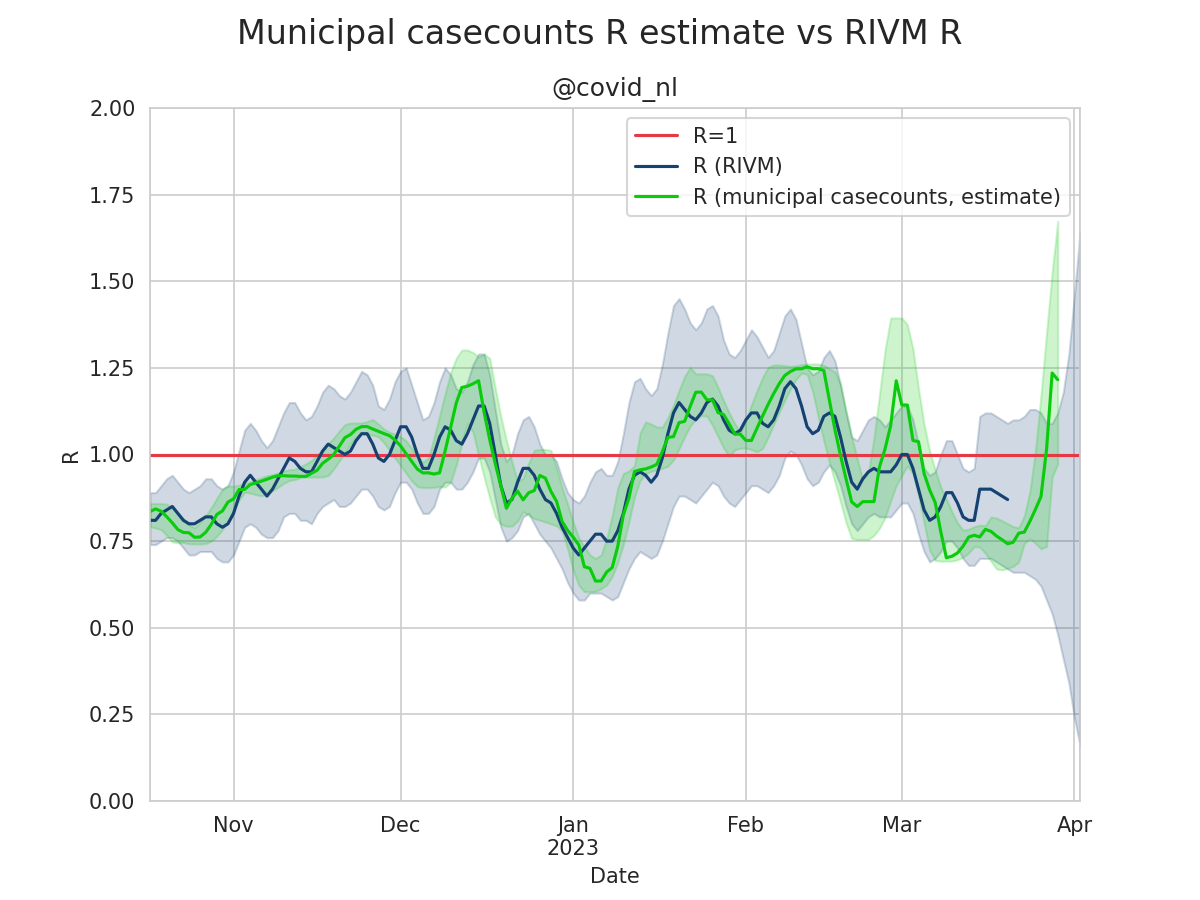 Municipal casecounts R estimate vs RIVM R
@covid_nl
R=1
R (RIVM)
R (municipal casecounts, estimate)
2.00
1.75
1.50
1.25
1.00
0.75
0.50
0.25
0.00
R
Nov Dec Jan Feb Mar Apr
2023
Date